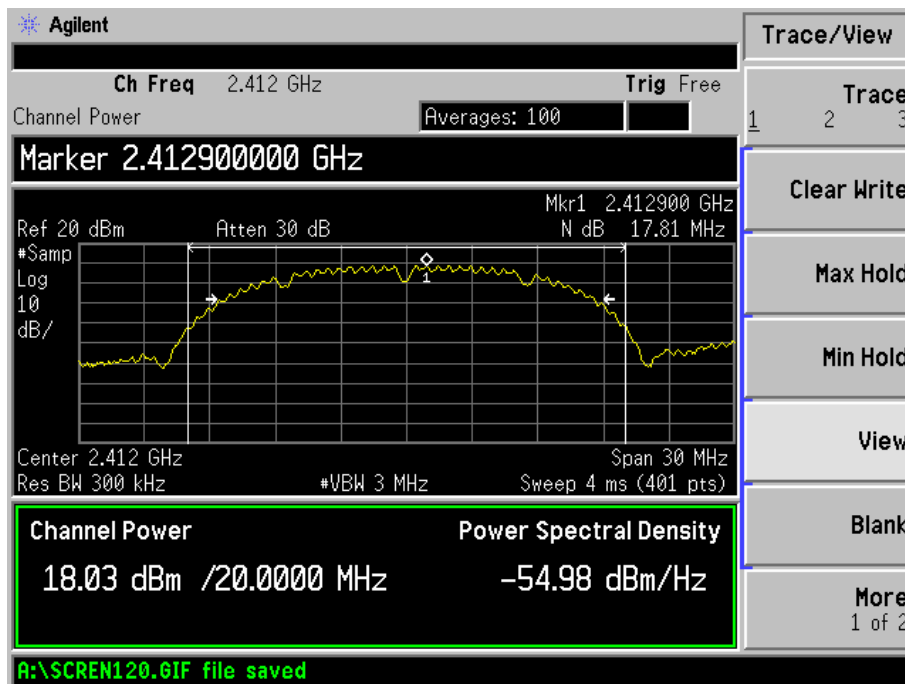 Agilent
Ch Freq 2.412 GHz Trig Free
Channel Power Averages: 100
Marker 2.412900000 GHz
Mkr1 2.412900 GHz
Ref 20 dBm Atten 30 dB N dB 17.81 MHz
#Samp
Log
10
dB/
1
Center 2.412 GHz Span 30 MHz
Res BW 300 kHz #VBW 3 MHz Sweep 4 ms (401 pts)
Channel Power Power Spectral Density
18.03 dBm /20.0000 MHz -54.98 dBm/Hz
A:\SCREN120.GIF file saved
Trace/View
Trace
1 2 3
Clear Write
Max Hold
Min Hold
View
Blank
More
1 of 2